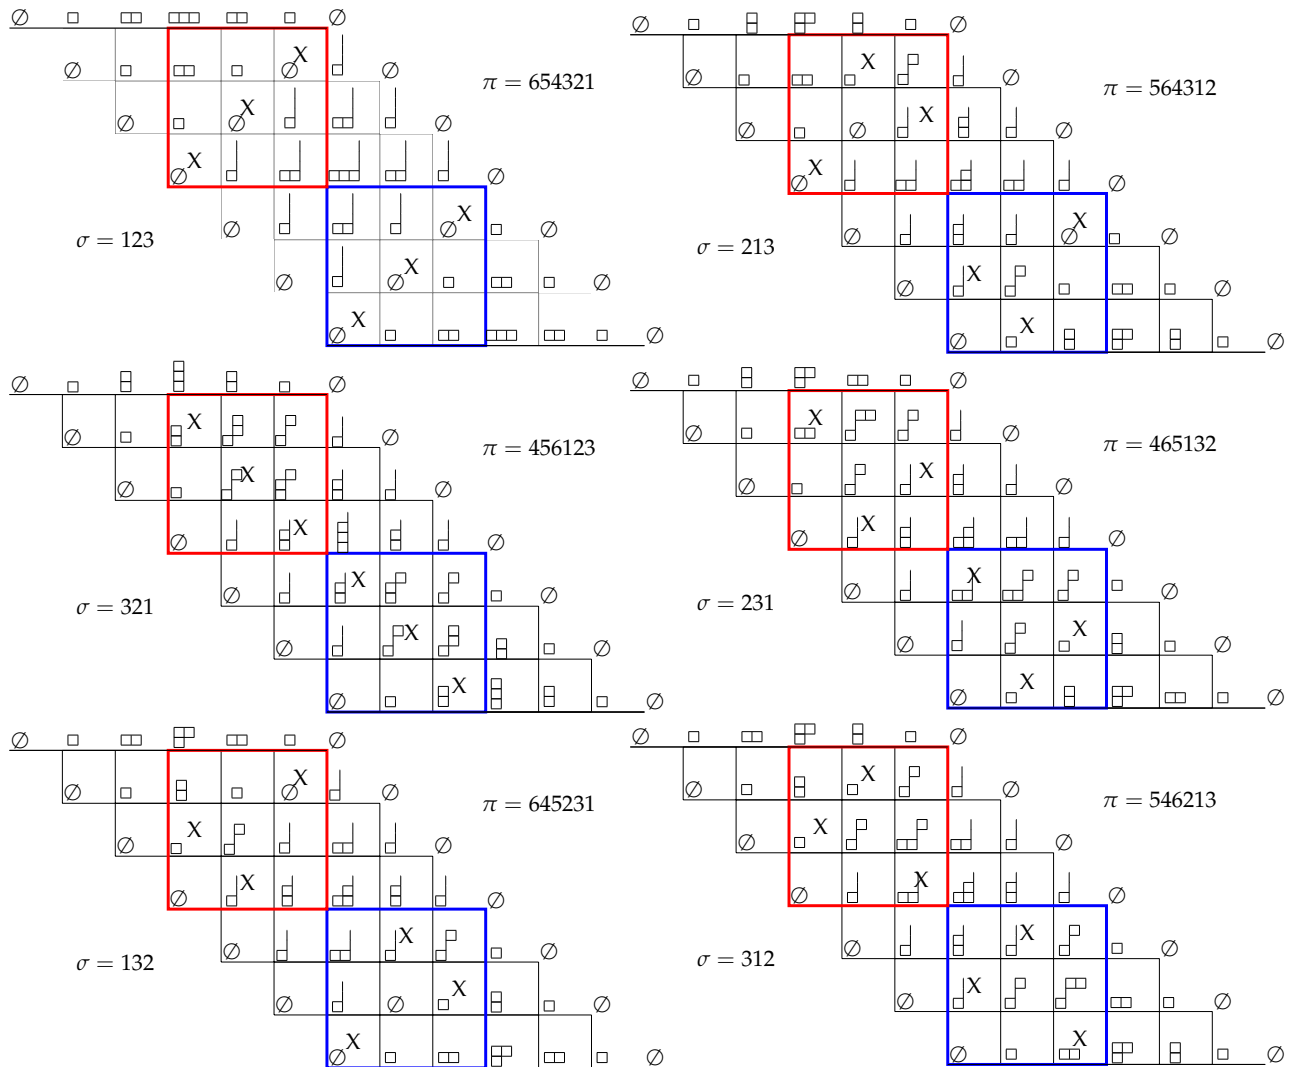 ∅ ∅
X
∅ ∅ ∅
π = 654321
X
∅ ∅ ∅
X
∅ ∅
X
∅ ∅ ∅
σ = 123
X
∅ ∅ ∅
X
∅ ∅
∅ ∅
X
∅ ∅
π = 564312
X
∅ ∅ ∅
X
∅ ∅
X
∅ ∅ ∅
σ = 213
X
∅ ∅
X
∅ ∅
∅ ∅
X
∅ ∅
π = 456123
X
∅ ∅
X
∅ ∅
X
∅ ∅
σ = 321
X
∅ ∅
X
∅ ∅
∅ ∅
X
∅ ∅
π = 465132
X
∅ ∅
X
∅ ∅
X
∅ ∅
σ = 231
X
∅ ∅
X
∅ ∅
∅ ∅
X
∅ ∅ ∅
π = 645231
X
∅ ∅
X
∅ ∅
X
∅ ∅
σ = 132
X
∅ ∅ ∅
X
∅ ∅
∅ ∅
X
∅ ∅
π = 546213
X
∅ ∅
X
∅ ∅
X
∅ ∅
σ = 312
X
∅ ∅
X
∅ ∅